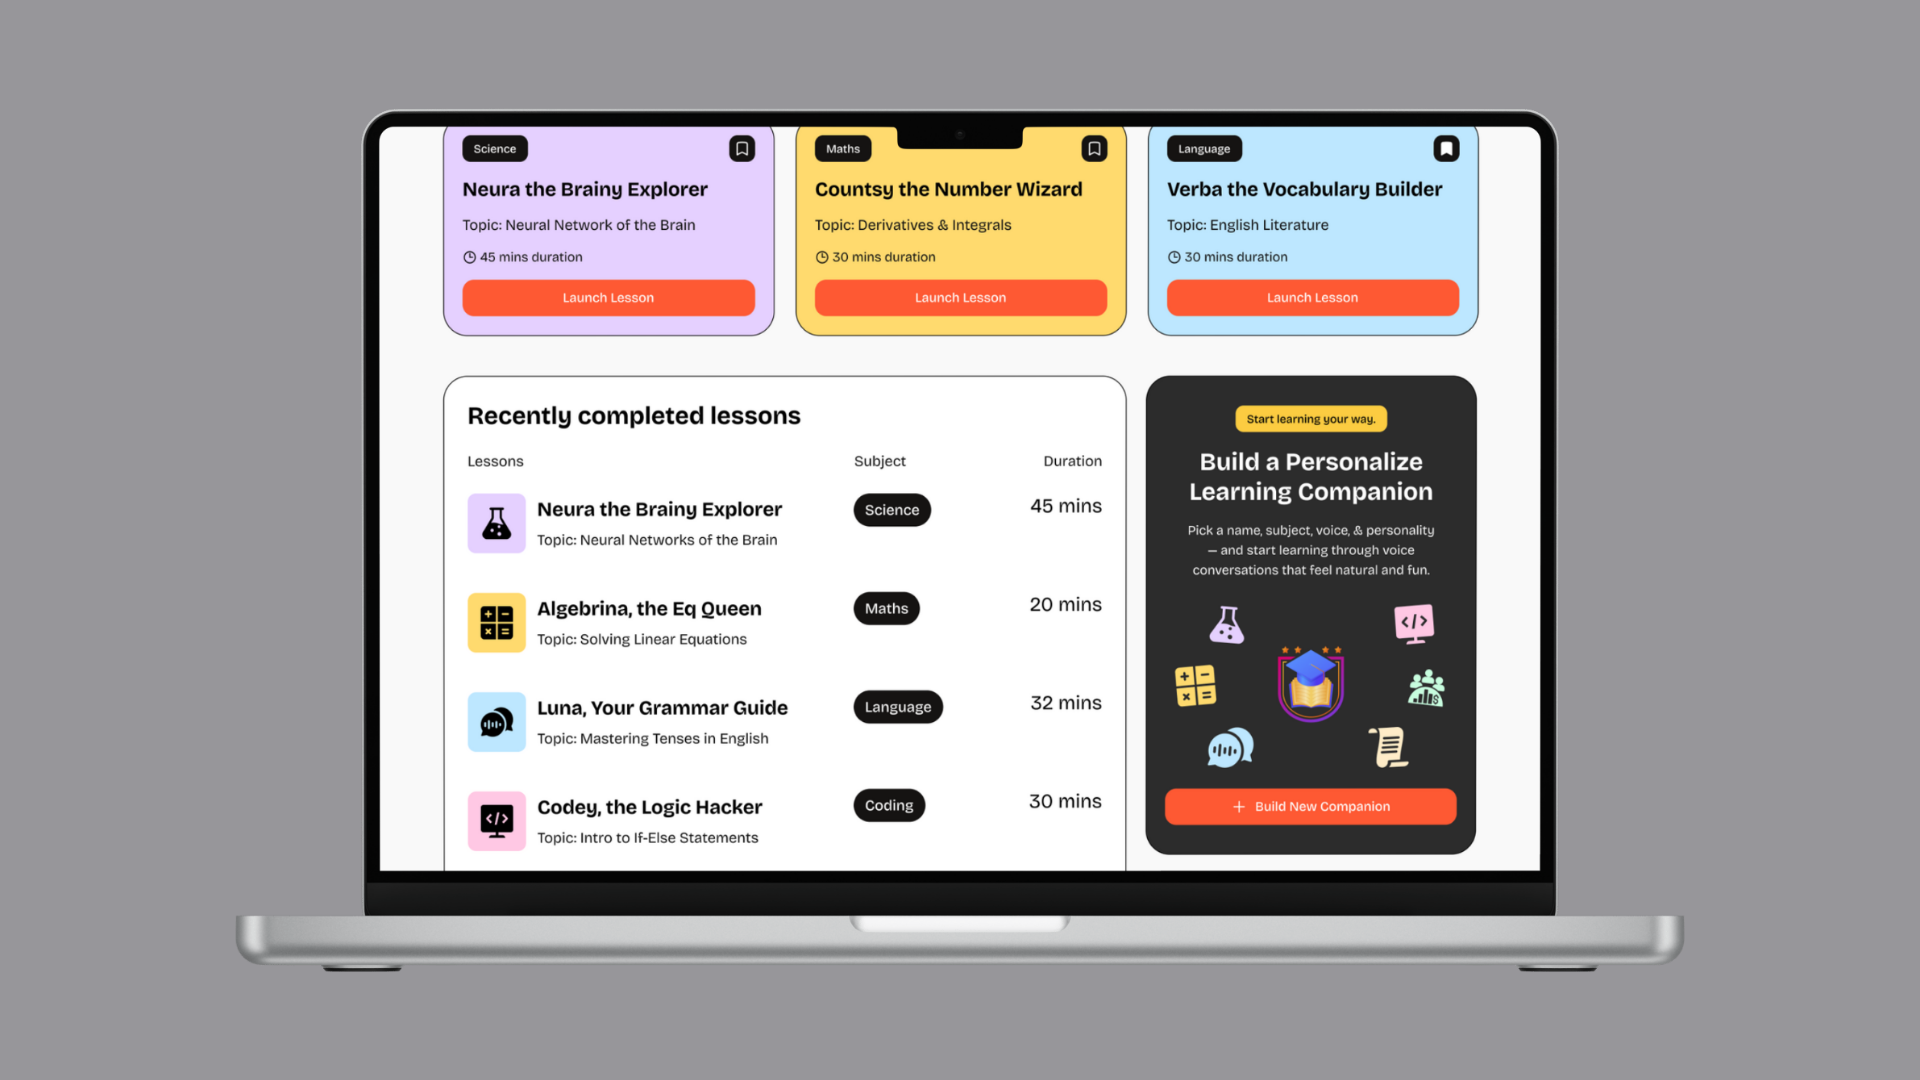 Science
Neura the Brainy Explorer
Topic: Neural Network of the Brain
45 mins duration
Launch Lesson
Maths
Countsy the Number Wizard
Topic: Derivatives & Integrals
30 mins duration
Launch Lesson
Language
Verba the Vocabulary Builder
Topic: English Literature
30 mins duration
Launch Lesson
Recently completed lessons
Lessons Subject Duration
Neura the Brainy Explorer Science 45 mins
Topic: Neural Networks of the Brain
Algebrina, the Eq Queen Maths 20 mins
Topic: Solving Linear Equations
Luna, Your Grammar Guide Language 32 mins
Topic: Mastering Tenses in English
Codey, the Logic Hacker Coding 30 mins
Topic: Intro to If-Else Statements
Start learning your way.
Build a Personalize
Learning Companion
Pick a name, subject, voice, & personality
— and start learning through voice
conversations that feel natural and fun.
+ Build New Companion